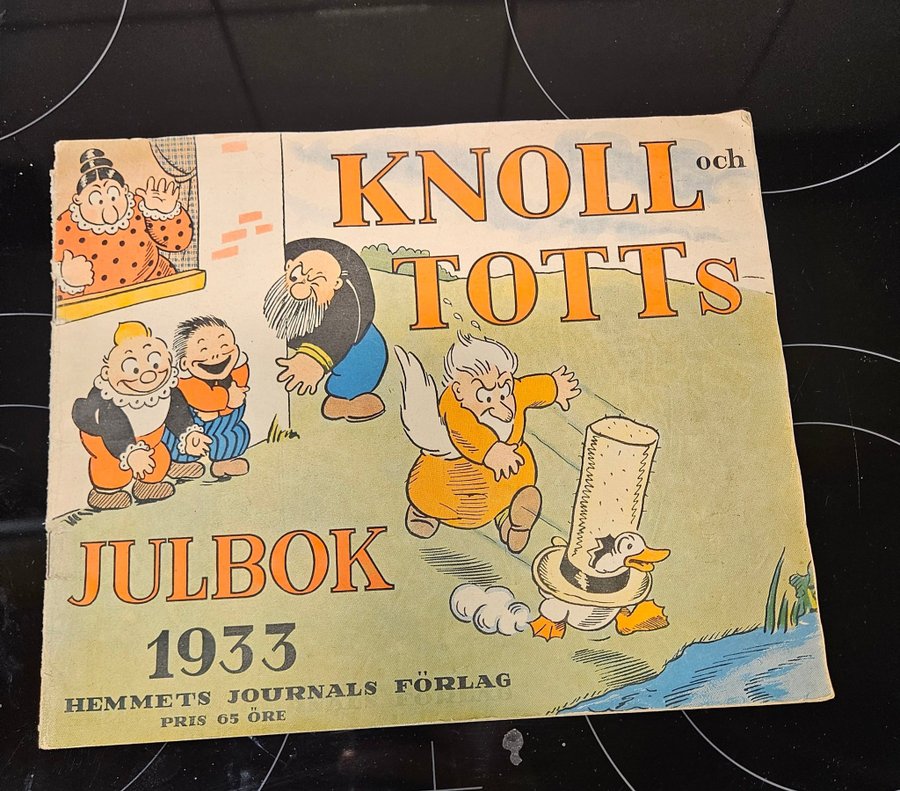 KNOLL och
TOTTS
JULBOK
1933
HEMMETS JOURNALS FÖRLAG
PRIS 65 ÖRE